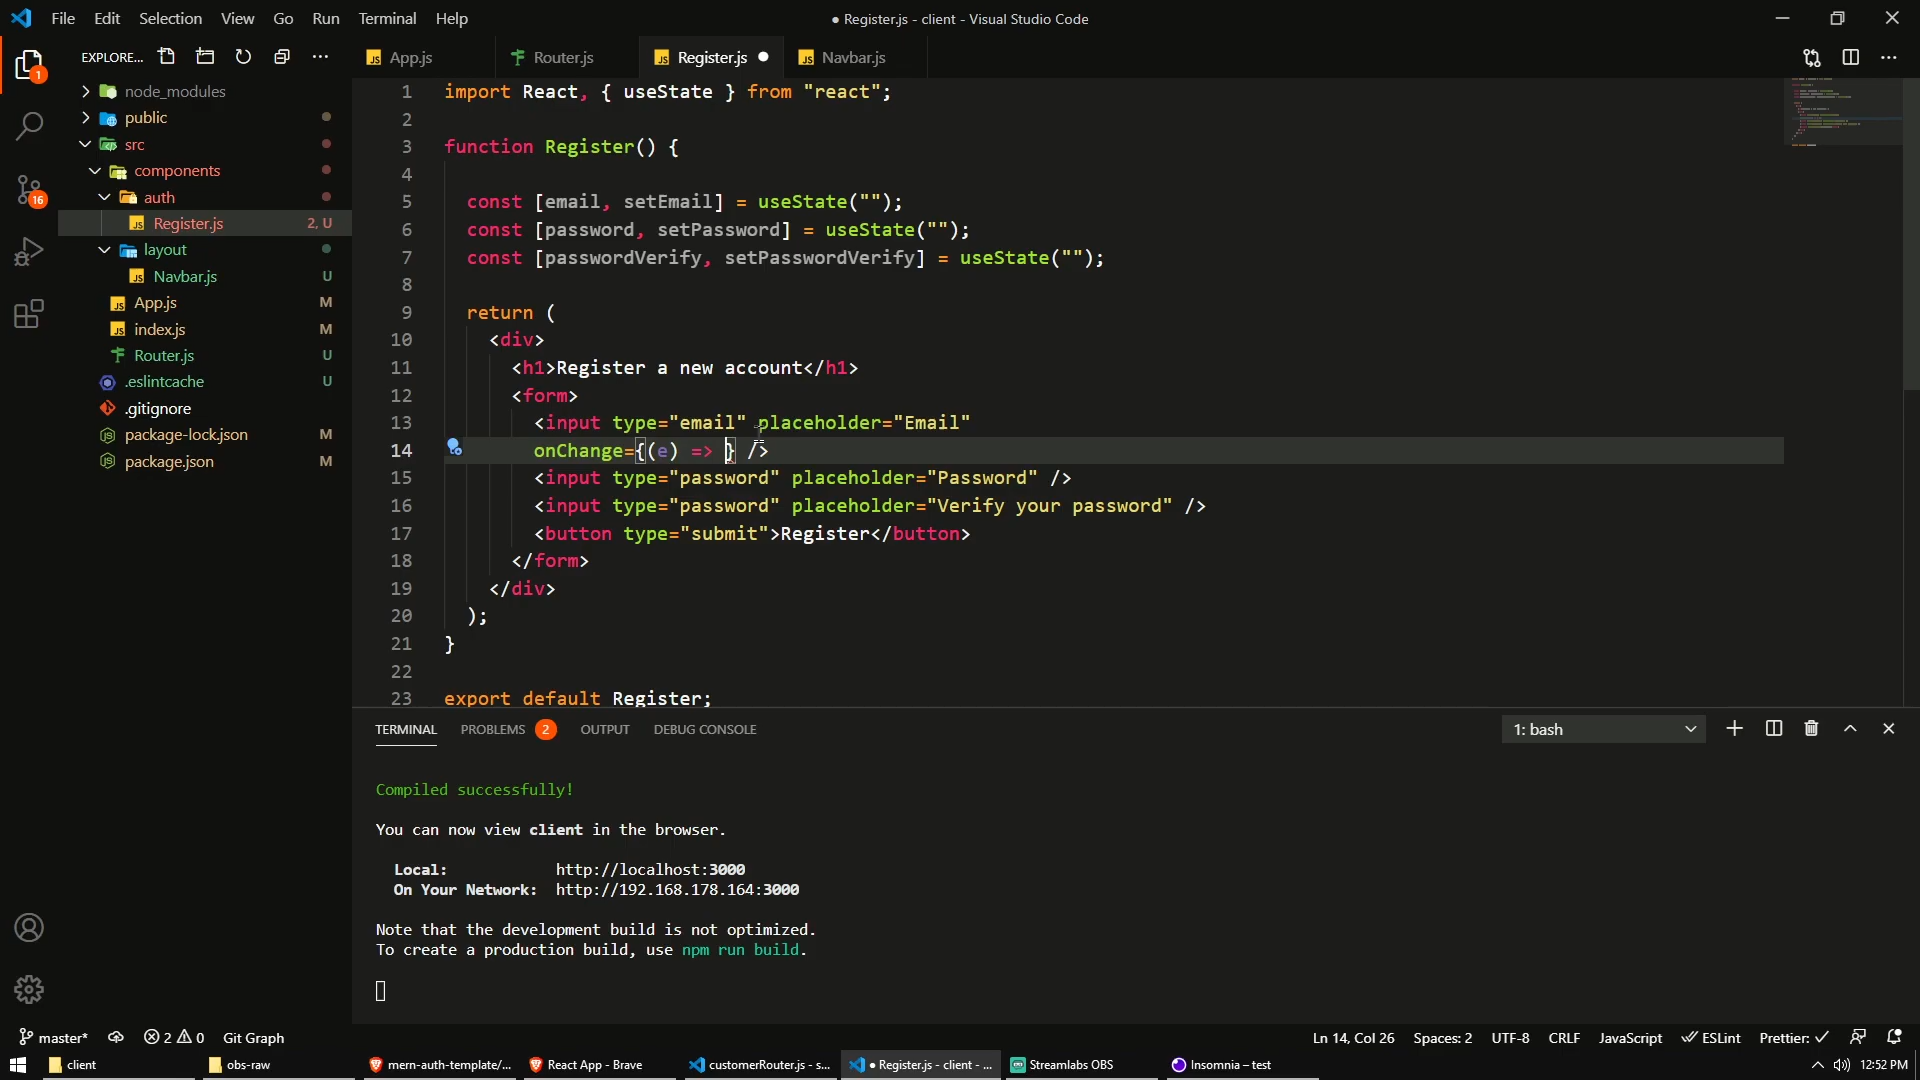 File Edit Selection View Go Run Terminal Help
● Register.js - client - Visual Studio Code
EXPLORE...
App.js
Router.js
Register.js
Navbar.js
1
node_modules
public
src
components
auth
Register.js 2, U
layout
Navbar.js U
App.js M
index.js M
Router.js U
.eslintcache U
.gitignore
package-lock.json M
package.json M
16
1 import React, { useState } from "react";
2
3 function Register() {
4
5 const [email, setEmail] = useState("");
6 const [password, setPassword] = useState("");
7 const [passwordVerify, setPasswordVerify] = useState("");
8
9 return (
10 <div>
11 <h1>Register a new account</h1>
12 <form>
13 <input type="email" placeholder="Email"
14 onChange={(e) => } />
15 <input type="password" placeholder="Password" />
16 <input type="password" placeholder="Verify your password" />
17 <button type="submit">Register</button>
18 </form>
19 </div>
20 );
21 }
22
23 export default Register;
TERMINAL PROBLEMS 2 OUTPUT DEBUG CONSOLE
1: bash
Compiled successfully!
You can now view client in the browser.
Local: http://localhost:3000
On Your Network: http://192.168.178.164:3000
Note that the development build is not optimized.
To create a production build, use npm run build.
master* 2 0 Git Graph
Ln 14, Col 26 Spaces: 2 UTF-8 CRLF JavaScript ESLint Prettier: ✓
client
obs-raw
mern-auth-template/...
React App - Brave
customerRouter.js - s...
● Register.js - client - ...
Streamlabs OBS
Insomnia – test
12:52 PM